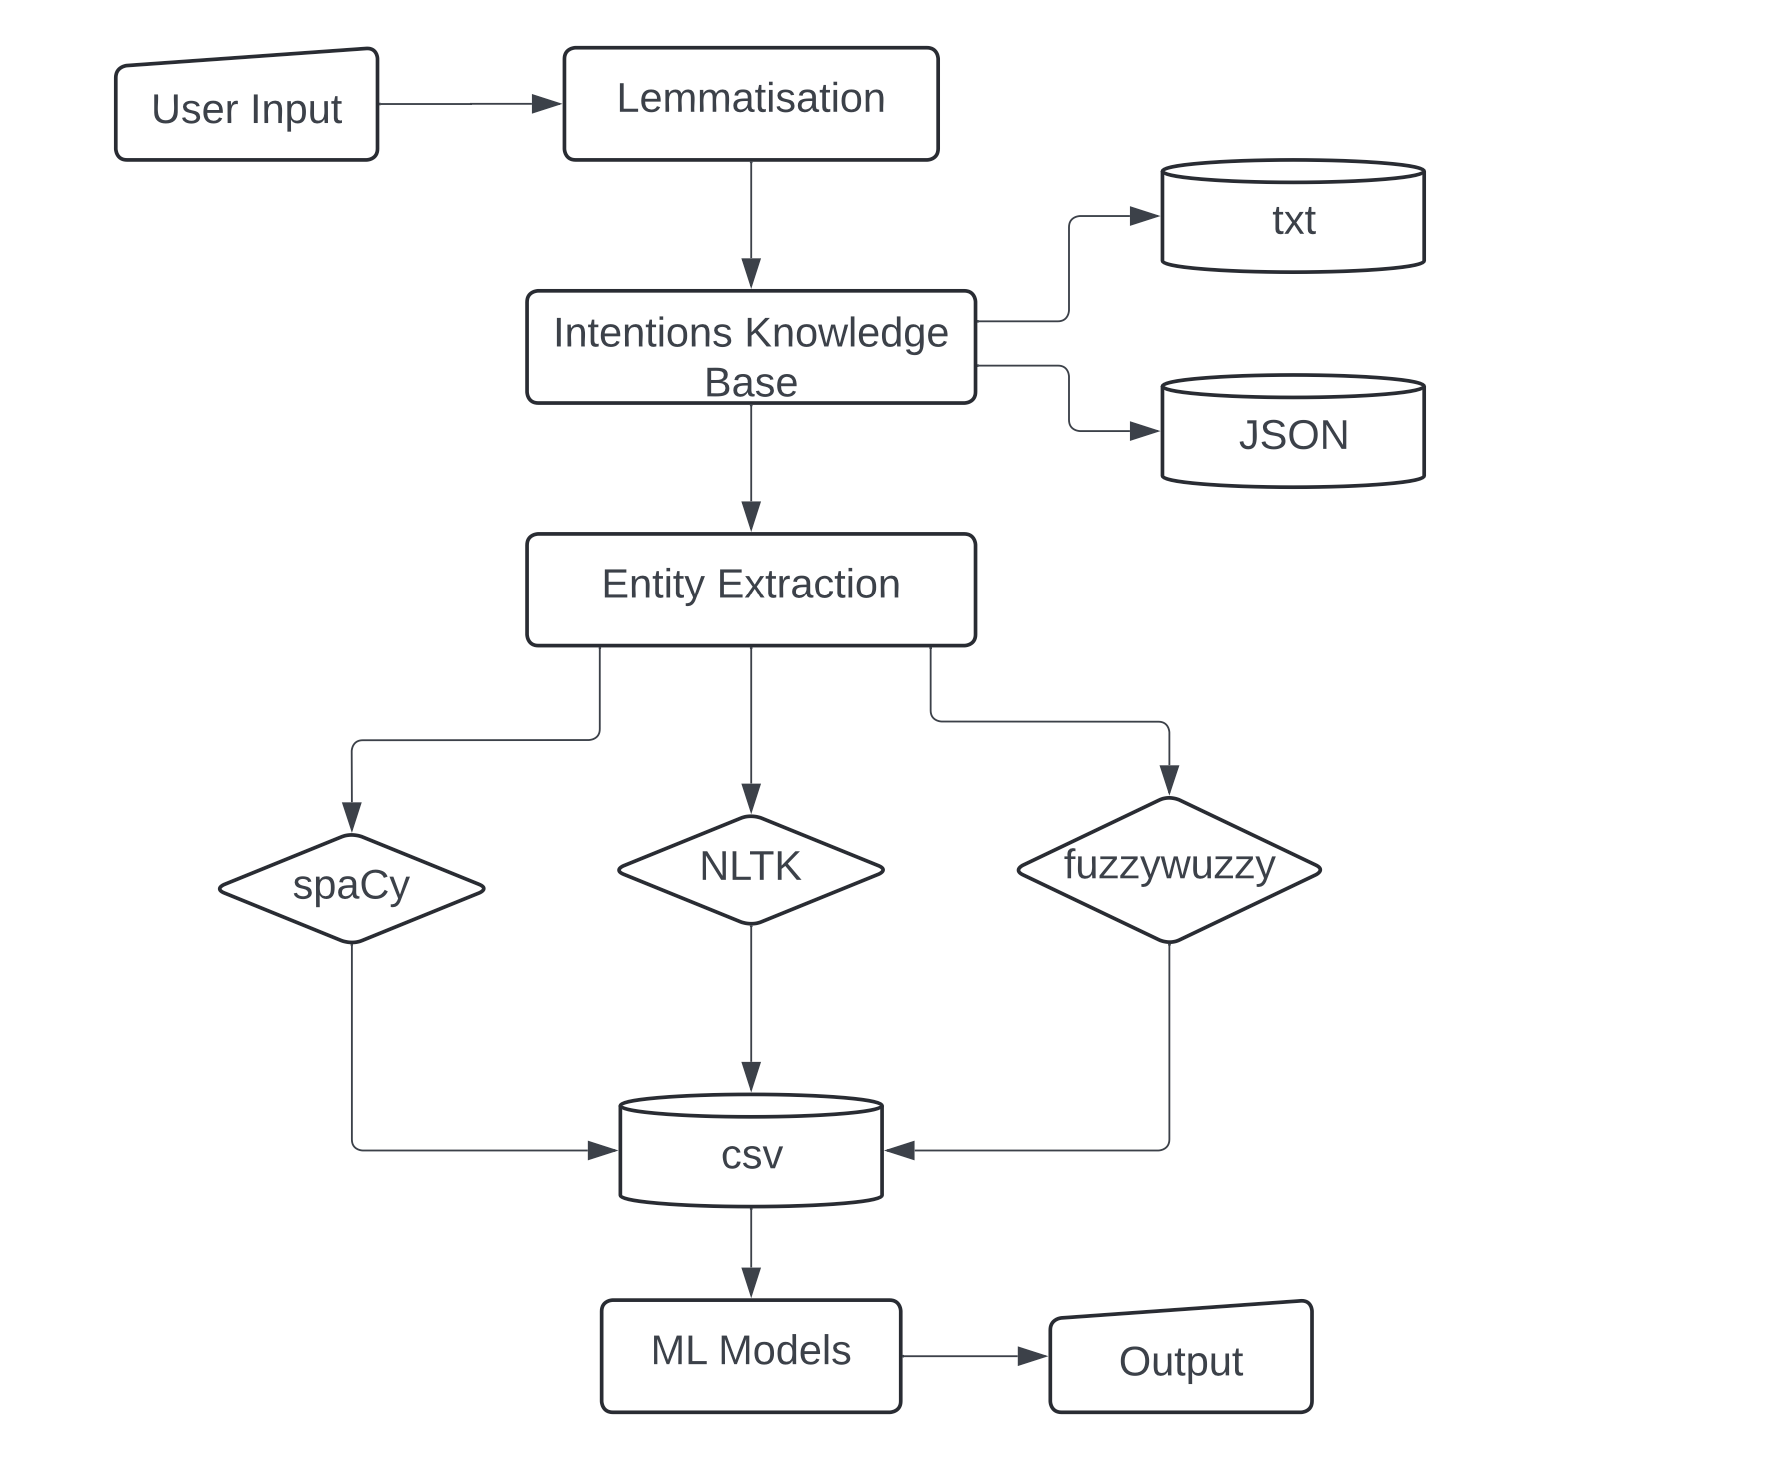 User Input
Lemmatisation
txt
Intentions Knowledge
Base
JSON
Entity Extraction
spaCy
NLTK
fuzzywuzzy
csv
ML Models
Output